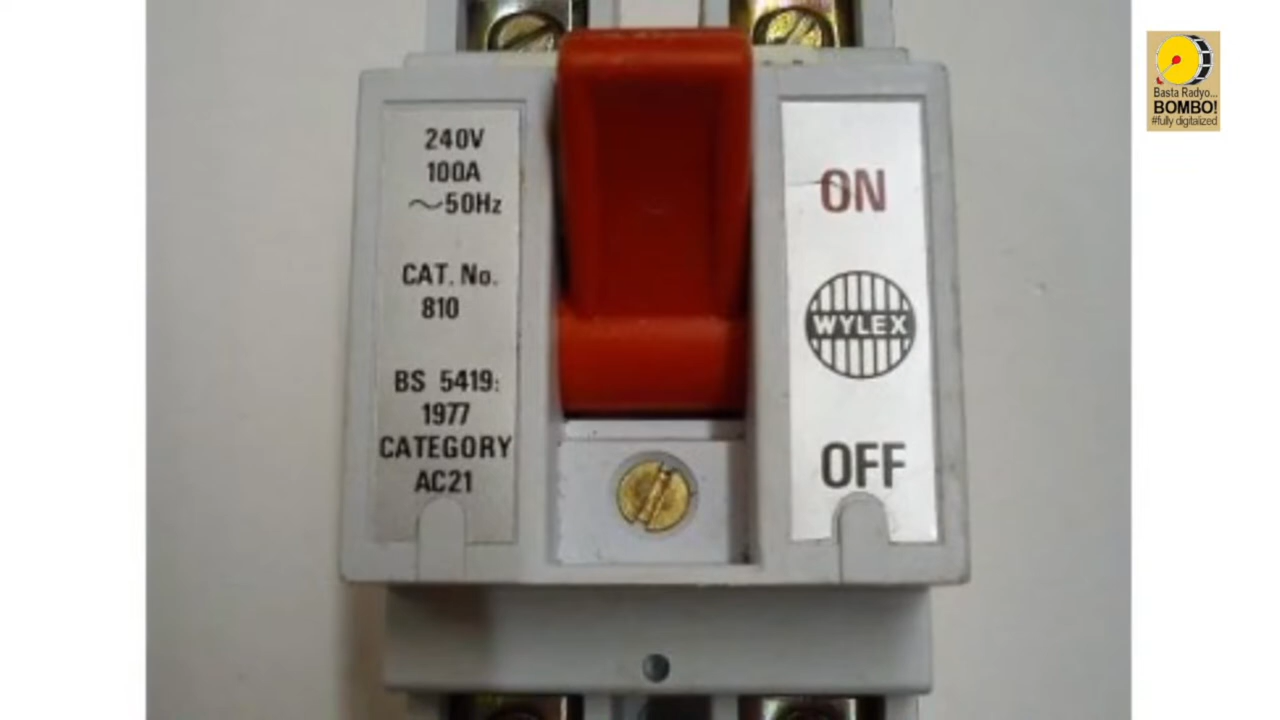 240V
100A
~50Hz
CAT. No.
810
BS 5419:
1977
CATEGORY
AC21
ON
WYLEX
OFF
Basta Radyo...
BOMBO!
#fully digitalized